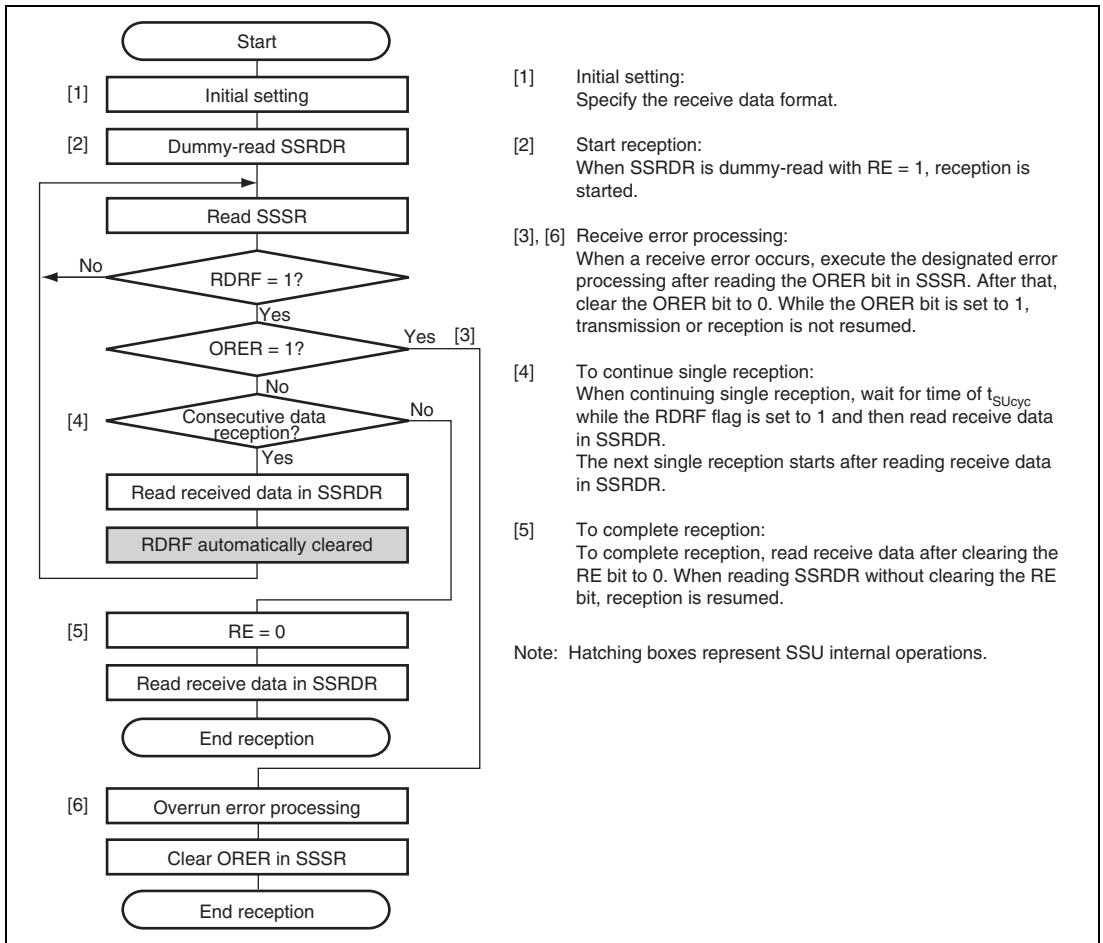 Start
[1]
Initial setting
[2]
Dummy-read SSRDR
Read SSSR
No
RDRF = 1?
Yes
Yes [3]
ORER = 1?
No
[4]
Consecutive data
reception?
No
Yes
Read received data in SSRDR
RDRF automatically cleared
[5]
RE = 0
Read receive data in SSRDR
End reception
[6]
Overrun error processing
Clear ORER in SSSR
End reception
[1] Initial setting:
Specify the receive data format.
[2] Start reception:
When SSRDR is dummy-read with RE = 1, reception is
started.
[3], [6] Receive error processing:
When a receive error occurs, execute the designated error
processing after reading the ORER bit in SSSR. After that,
clear the ORER bit to 0. While the ORER bit is set to 1,
transmission or reception is not resumed.
[4] To continue single reception:
When continuing single reception, wait for time of tSUcyc
while the RDRF flag is set to 1 and then read receive data
in SSRDR.
The next single reception starts after reading receive data
in SSRDR.
[5] To complete reception:
To complete reception, read receive data after clearing the
RE bit to 0. When reading SSRDR without clearing the RE
bit, reception is resumed.
Note: Hatching boxes represent SSU internal operations.